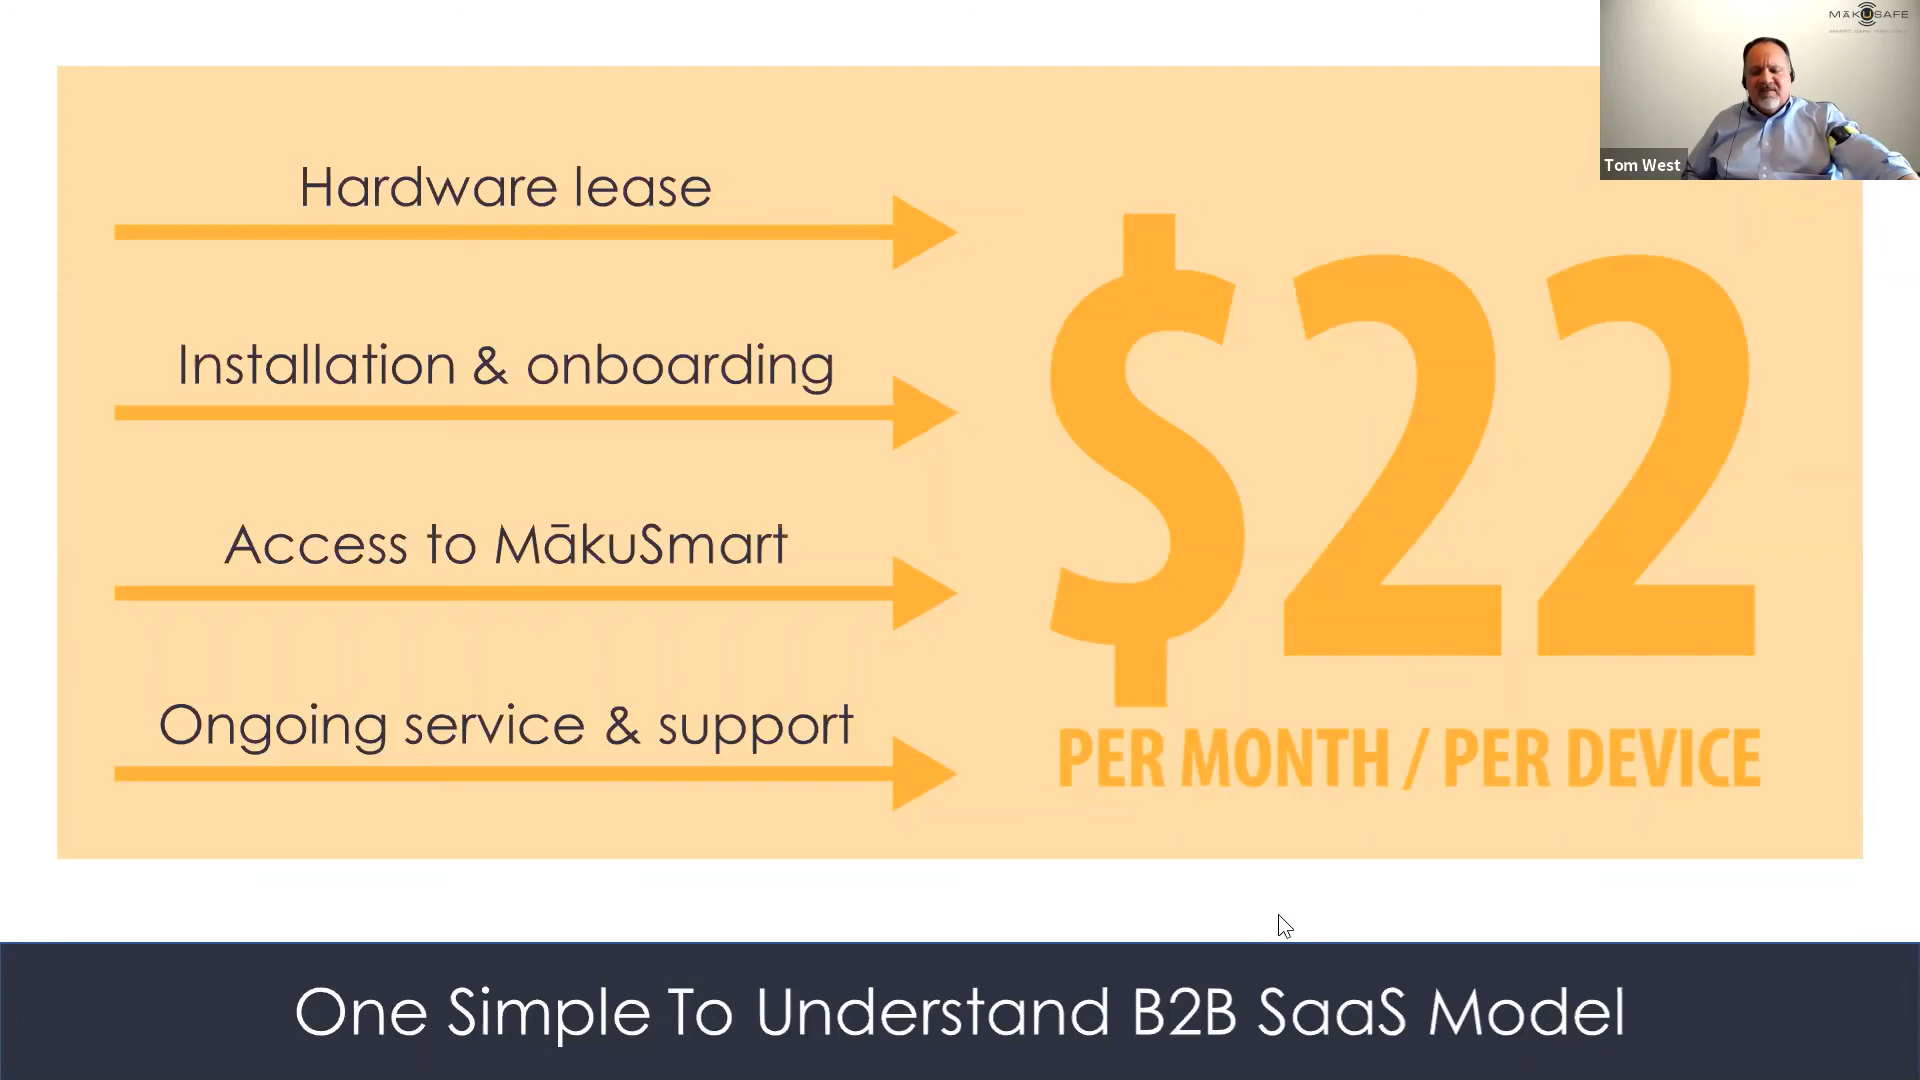 MĀKUSAFE
Tom West
Hardware lease
Installation & onboarding
Access to MākuSmart
Ongoing service & support
$22
PER MONTH / PER DEVICE
One Simple To Understand B2B SaaS Model